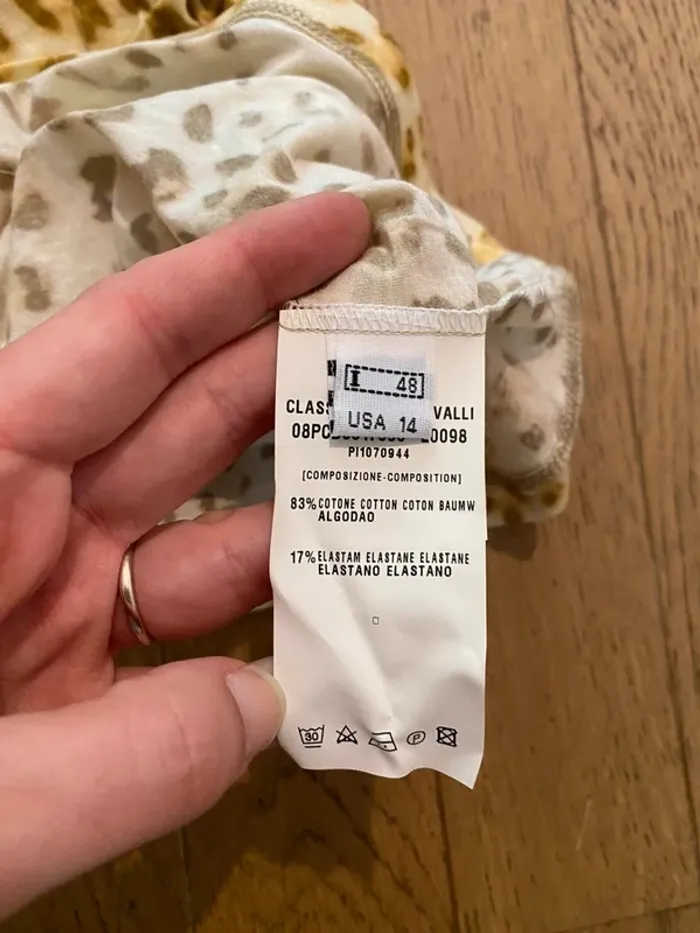 I 48
USA 14
CLASS VALLI
08PC 0098
PI1070944
[COMPOSIZIONE-COMPOSITION]
83% COTONE COTTON COTON BAUMW
ALGODAO
17% ELASTAM ELASTANE ELASTANE
ELASTANO ELASTANO
30
P